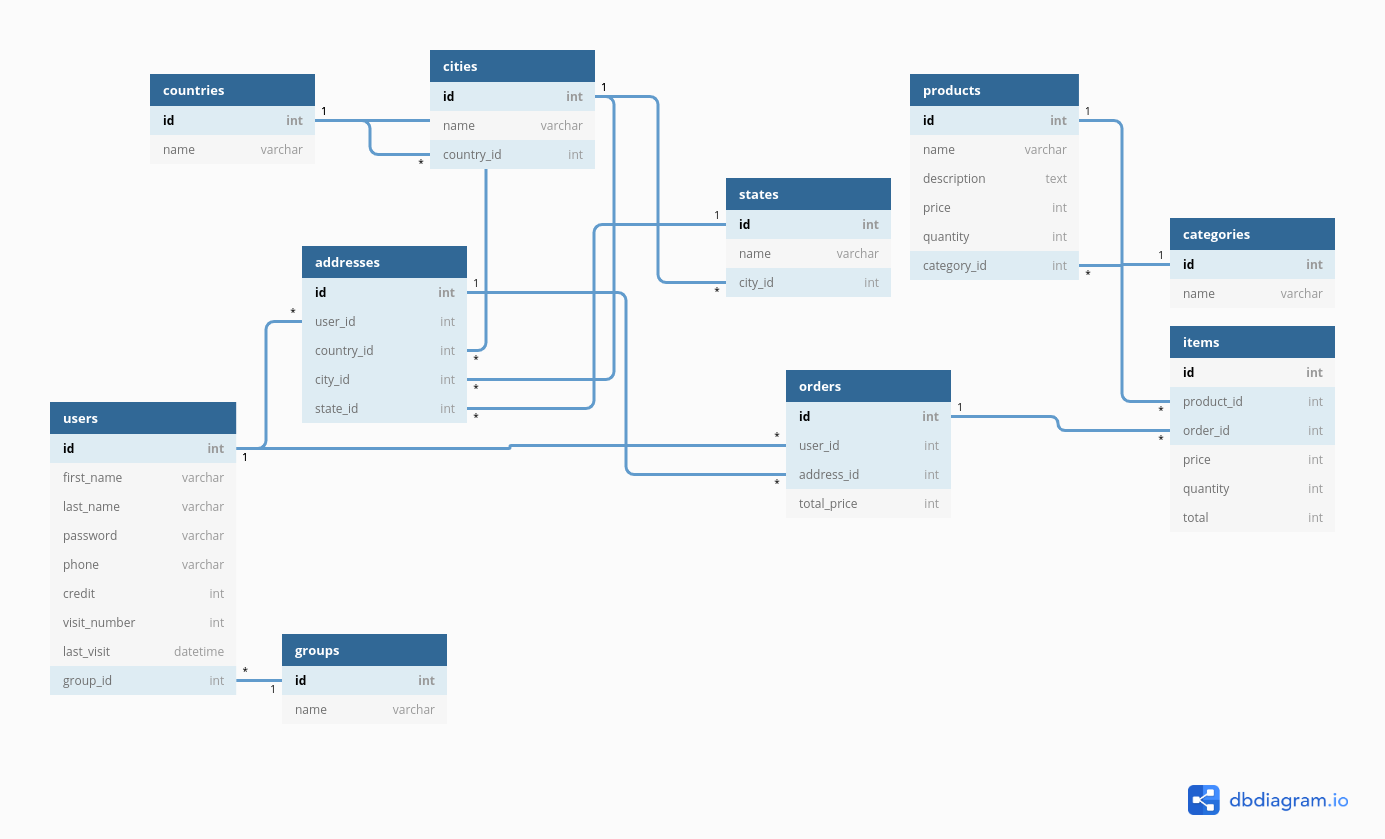 countries
id int
name varchar
1
*
cities
id int
name varchar
country_id int
1
*
states
id int
name varchar
city_id int
1
*
products
id int
name varchar
description text
price int
quantity int
category_id int
1
*
categories
id int
name varchar
1
addresses
id int
user_id int
country_id int
city_id int
state_id int
1
*
*
*
*
items
id int
product_id int
order_id int
price int
quantity int
total int
*
*
orders
id int
user_id int
address_id int
total_price int
1
*
*
users
id int
first_name varchar
last_name varchar
password varchar
phone varchar
credit int
visit_number int
last_visit datetime
group_id int
1
*
groups
id int
name varchar
1
dbdiagram.io